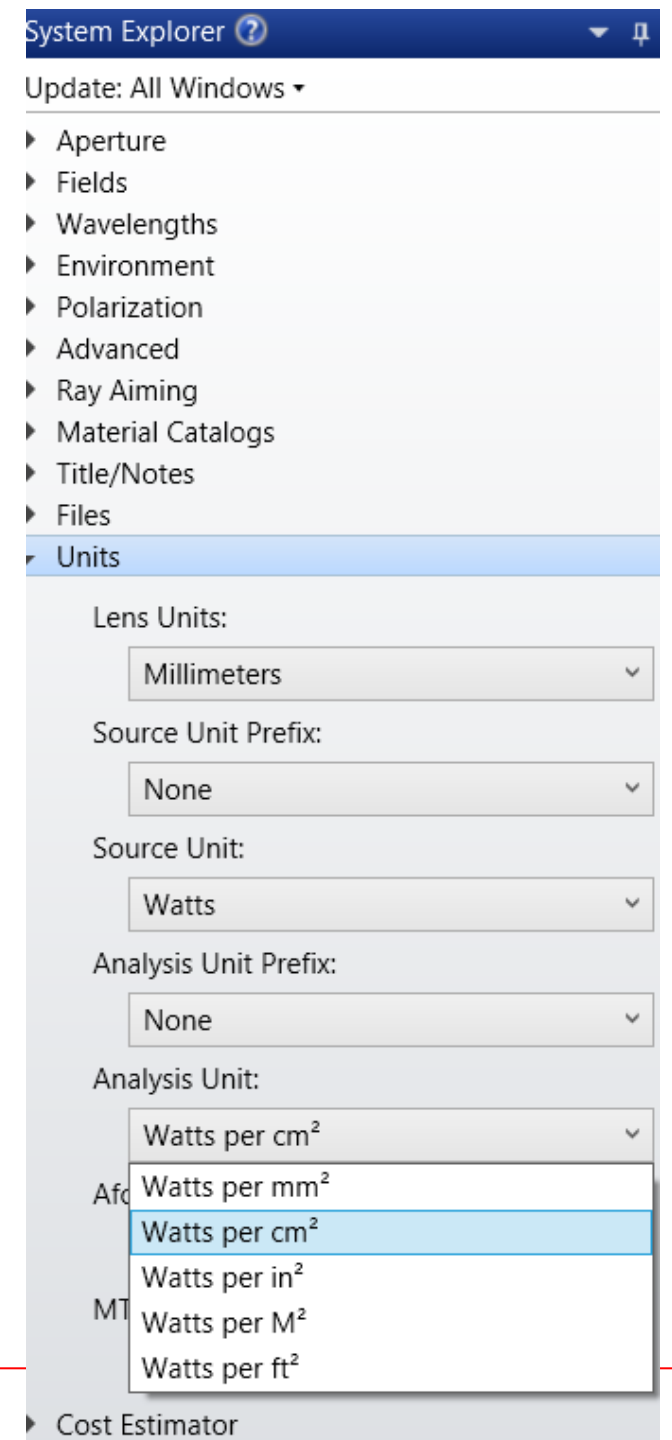 System Explorer ?
Update: All Windows
Aperture
Fields
Wavelengths
Environment
Polarization
Advanced
Ray Aiming
Material Catalogs
Title/Notes
Files
Units
Lens Units:
Millimeters
Source Unit Prefix:
None
Source Unit:
Watts
Analysis Unit Prefix:
None
Analysis Unit:
Watts per cm²
Watts per mm²
Watts per cm²
Watts per in²
Watts per M²
Watts per ft²
Cost Estimator